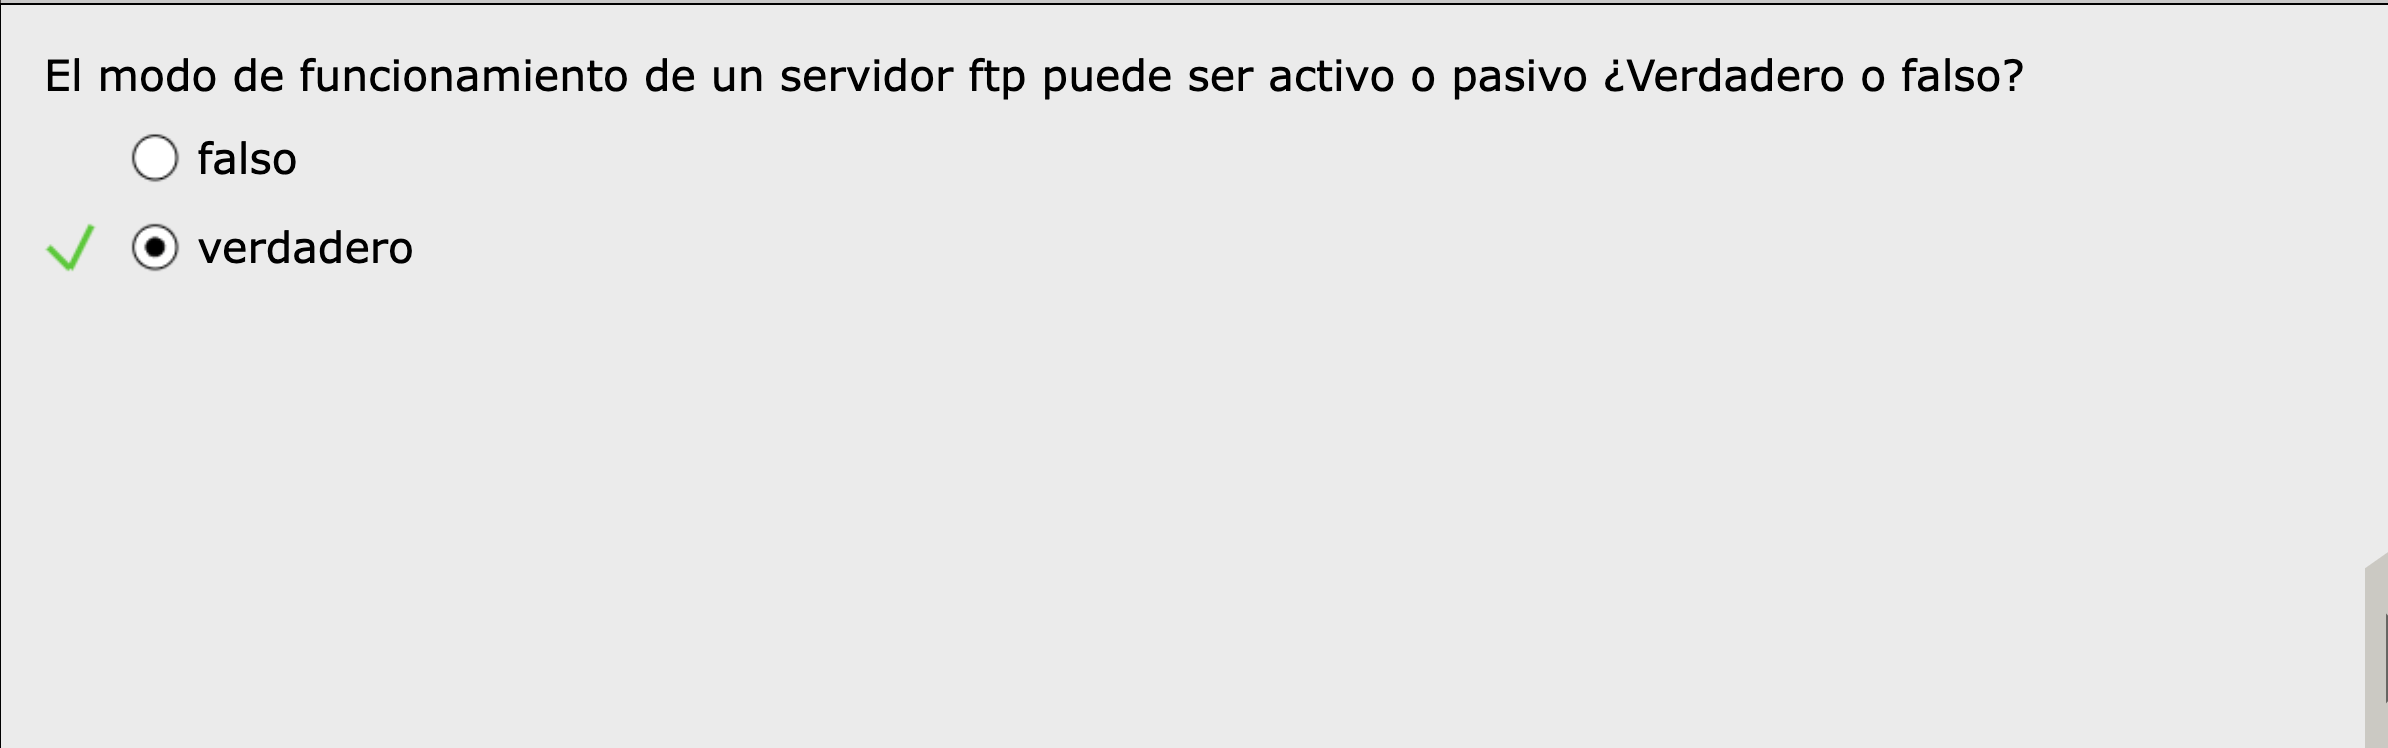 El modo de funcionamiento de un servidor ftp puede ser activo o pasivo ¿Verdadero o falso?
falso
verdadero